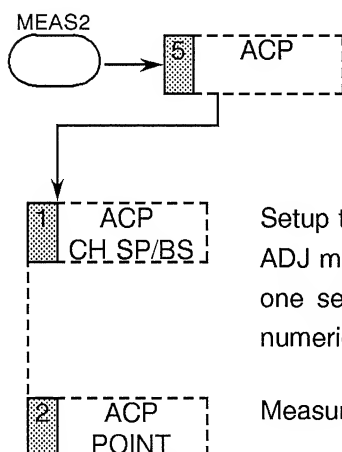 MEAS2
5 ACP
1 ACP
CH SP/BS
Setup t
ADJ m
one se
numeri
2 ACP
POINT
Measur